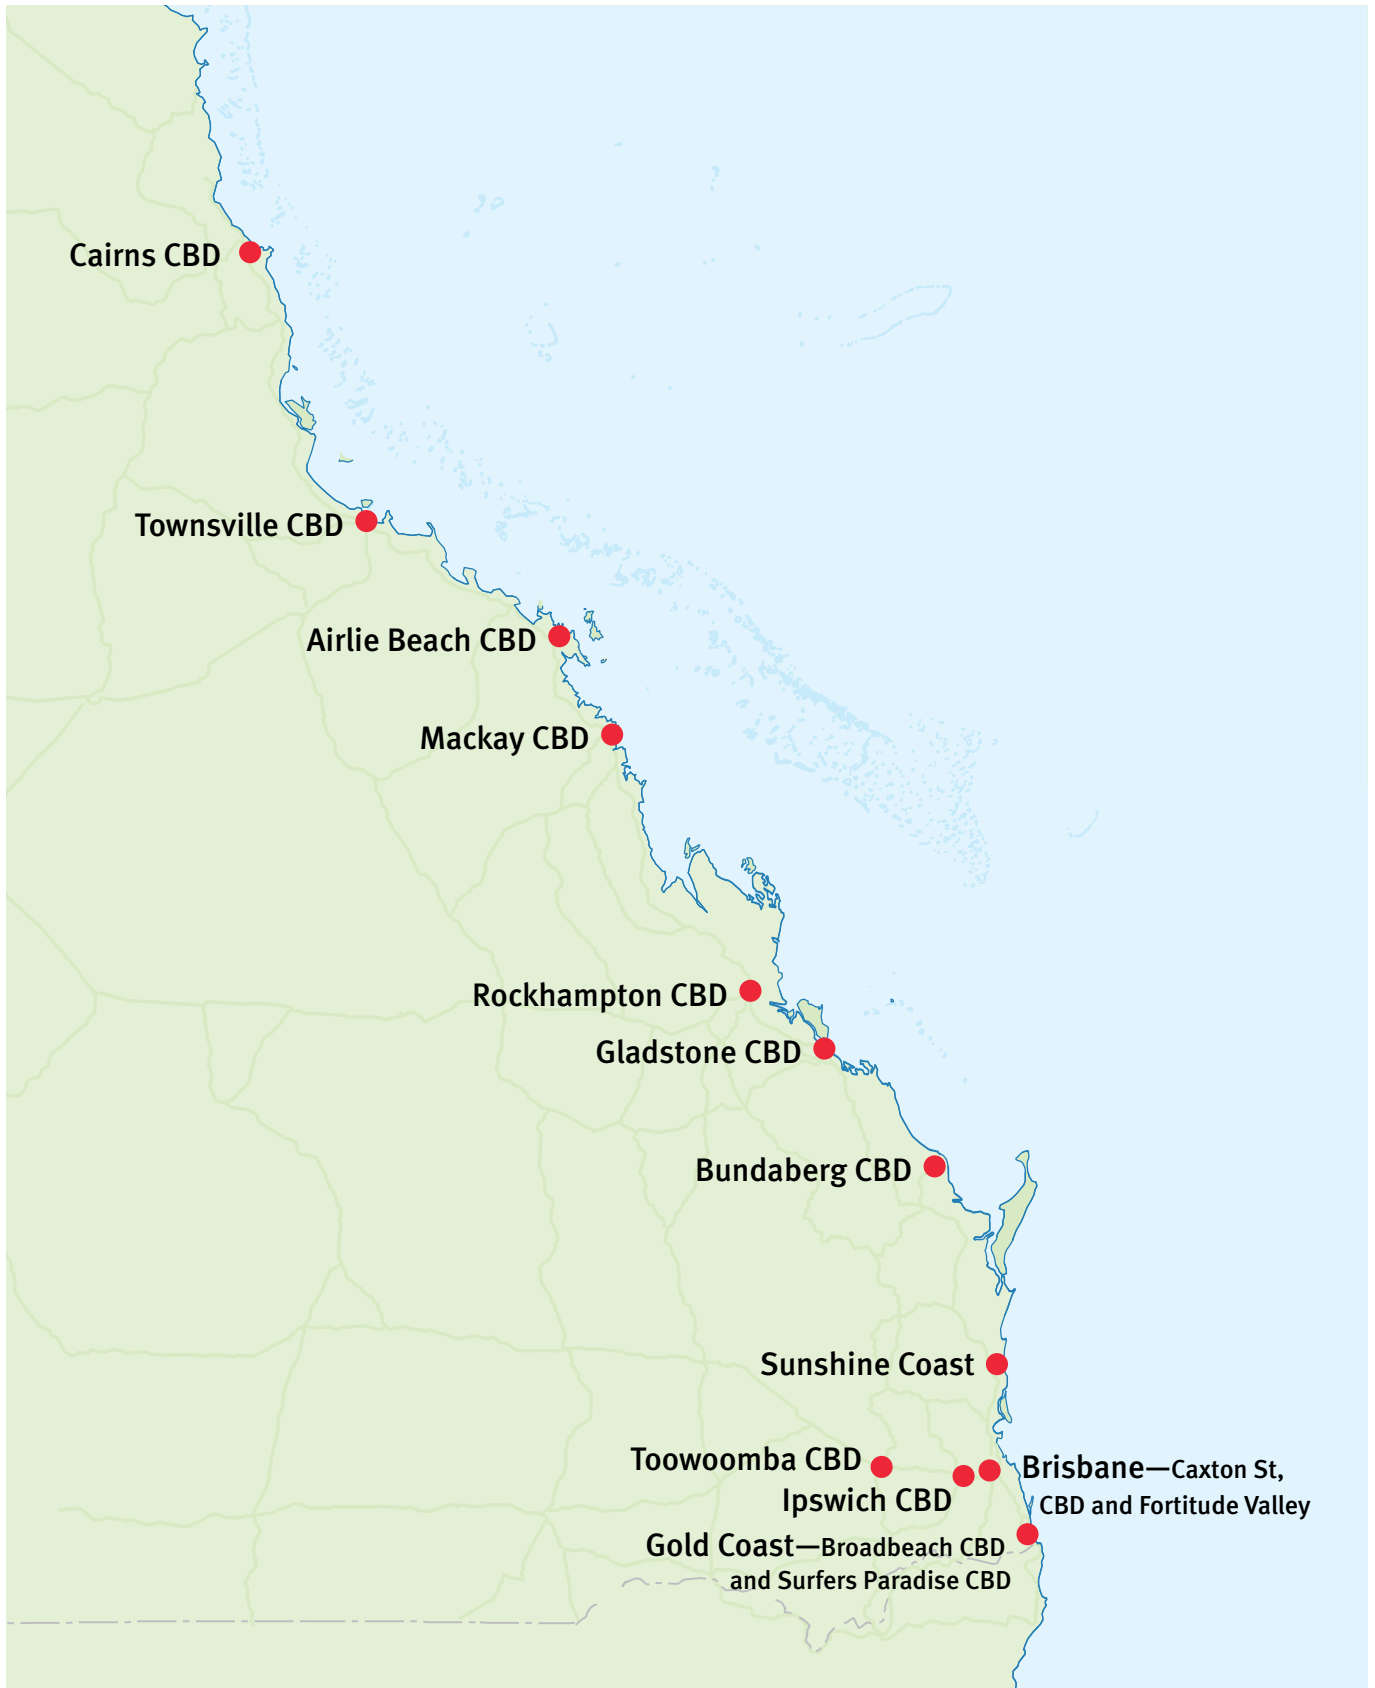 Cairns CBD
Townsville CBD
Airlie Beach CBD
Mackay CBD
Rockhampton CBD
Gladstone CBD
Bundaberg CBD
Sunshine Coast
Toowoomba CBD
Brisbane—Caxton St,
CBD and Fortitude Valley
Ipswich CBD
Gold Coast—Broadbeach CBD
and Surfers Paradise CBD